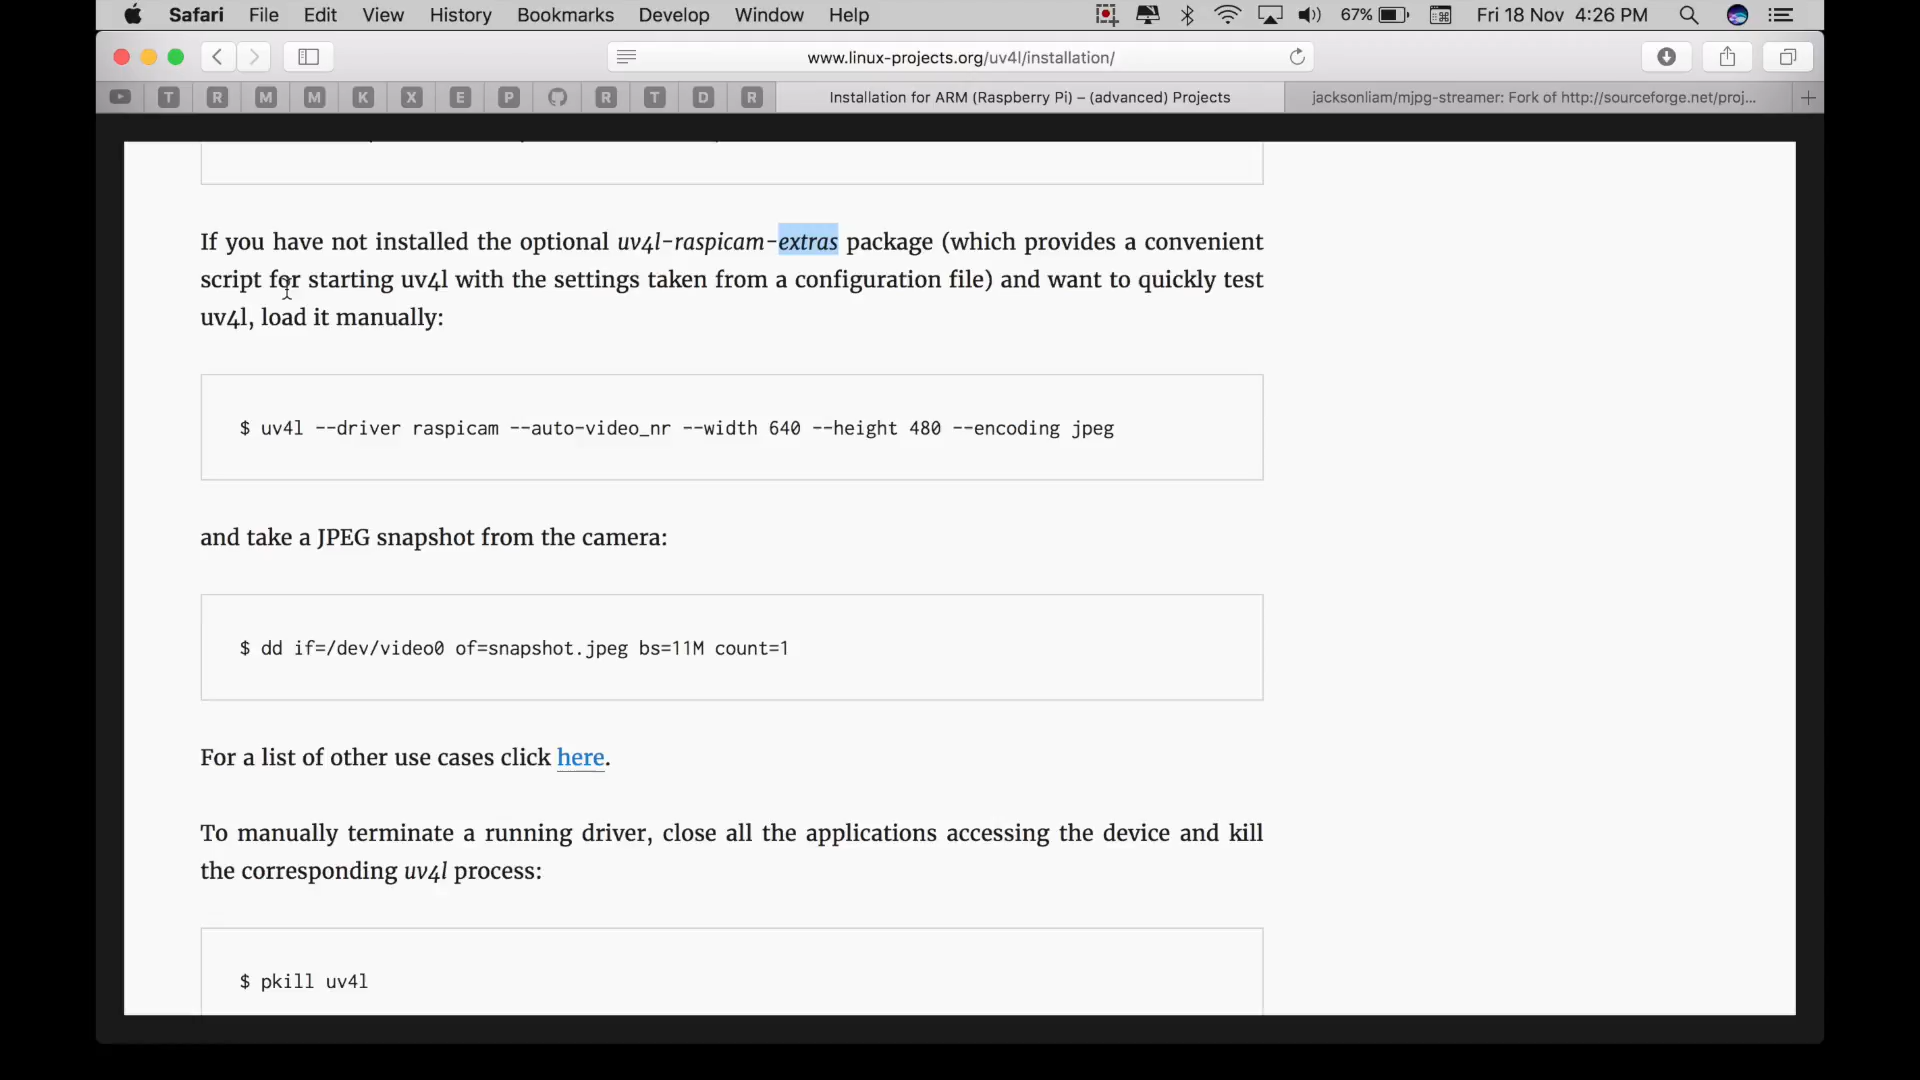 Safari File Edit View History Bookmarks Develop Window Help 67% Fri 18 Nov 4:26 PM
www.linux-projects.org/uv4l/installation/
T R M M K X E P R T D R Installation for ARM (Raspberry Pi) – (advanced) Projects jacksonliam/mjpg-streamer: Fork of http://sourceforge.net/proj...
If you have not installed the optional uv4l-raspicam-extras package (which provides a convenient
script for starting uv4l with the settings taken from a configuration file) and want to quickly test
uv4l, load it manually:
$ uv4l --driver raspicam --auto-video_nr --width 640 --height 480 --encoding jpeg
and take a JPEG snapshot from the camera:
$ dd if=/dev/video0 of=snapshot.jpeg bs=11M count=1
For a list of other use cases click here.
To manually terminate a running driver, close all the applications accessing the device and kill
the corresponding uv4l process:
$ pkill uv4l